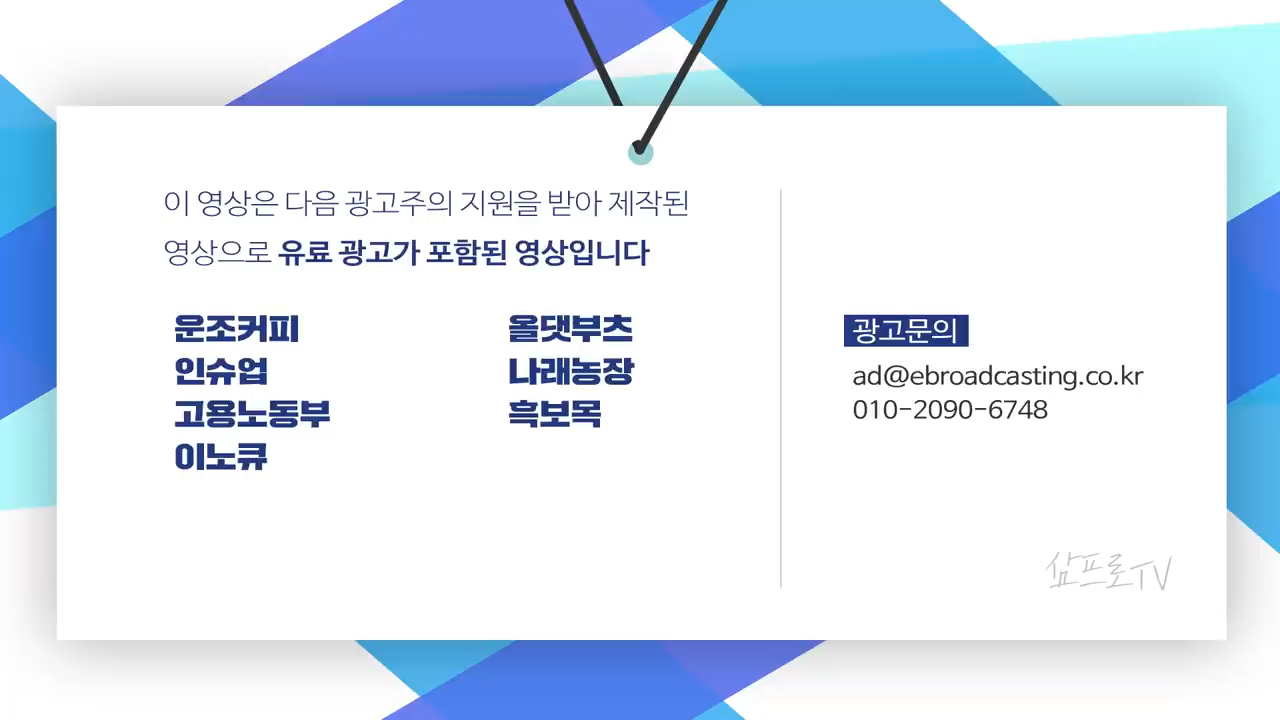 이 영상은 다음 광고주의 지원을 받아 제작된
영상으로 유료 광고가 포함된 영상입니다
운조커피
인슈업
고용노동부
이노큐
올댓부츠
나래농장
흑보목
광고문의
ad@ebroadcasting.co.kr
010-2090-6748
삼프로TV